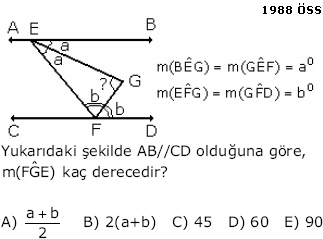 1988 ÖSS
A E B
a
a
m(BÊG) = m(GÊF) = a⁰
? G
m(EF̂G) = m(GF̂D) = b⁰
b b
C F D
Yukarıdaki şekilde AB//CD olduğuna göre,
m(FĜE) kaç derecedir?
A) a + b / 2 B) 2(a+b) C) 45 D) 60 E) 90